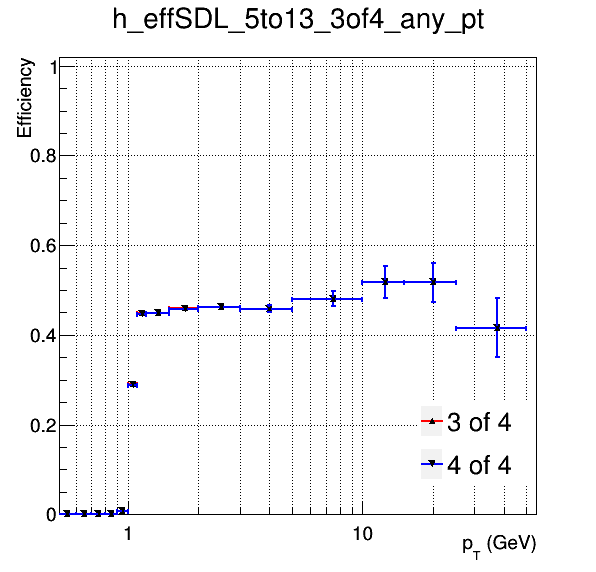 h_effSDL_5to13_3of4_any_pt
Efficiency
1
0.8
0.6
0.4
0.2
0
3 of 4
4 of 4
1
10
p_T (GeV)